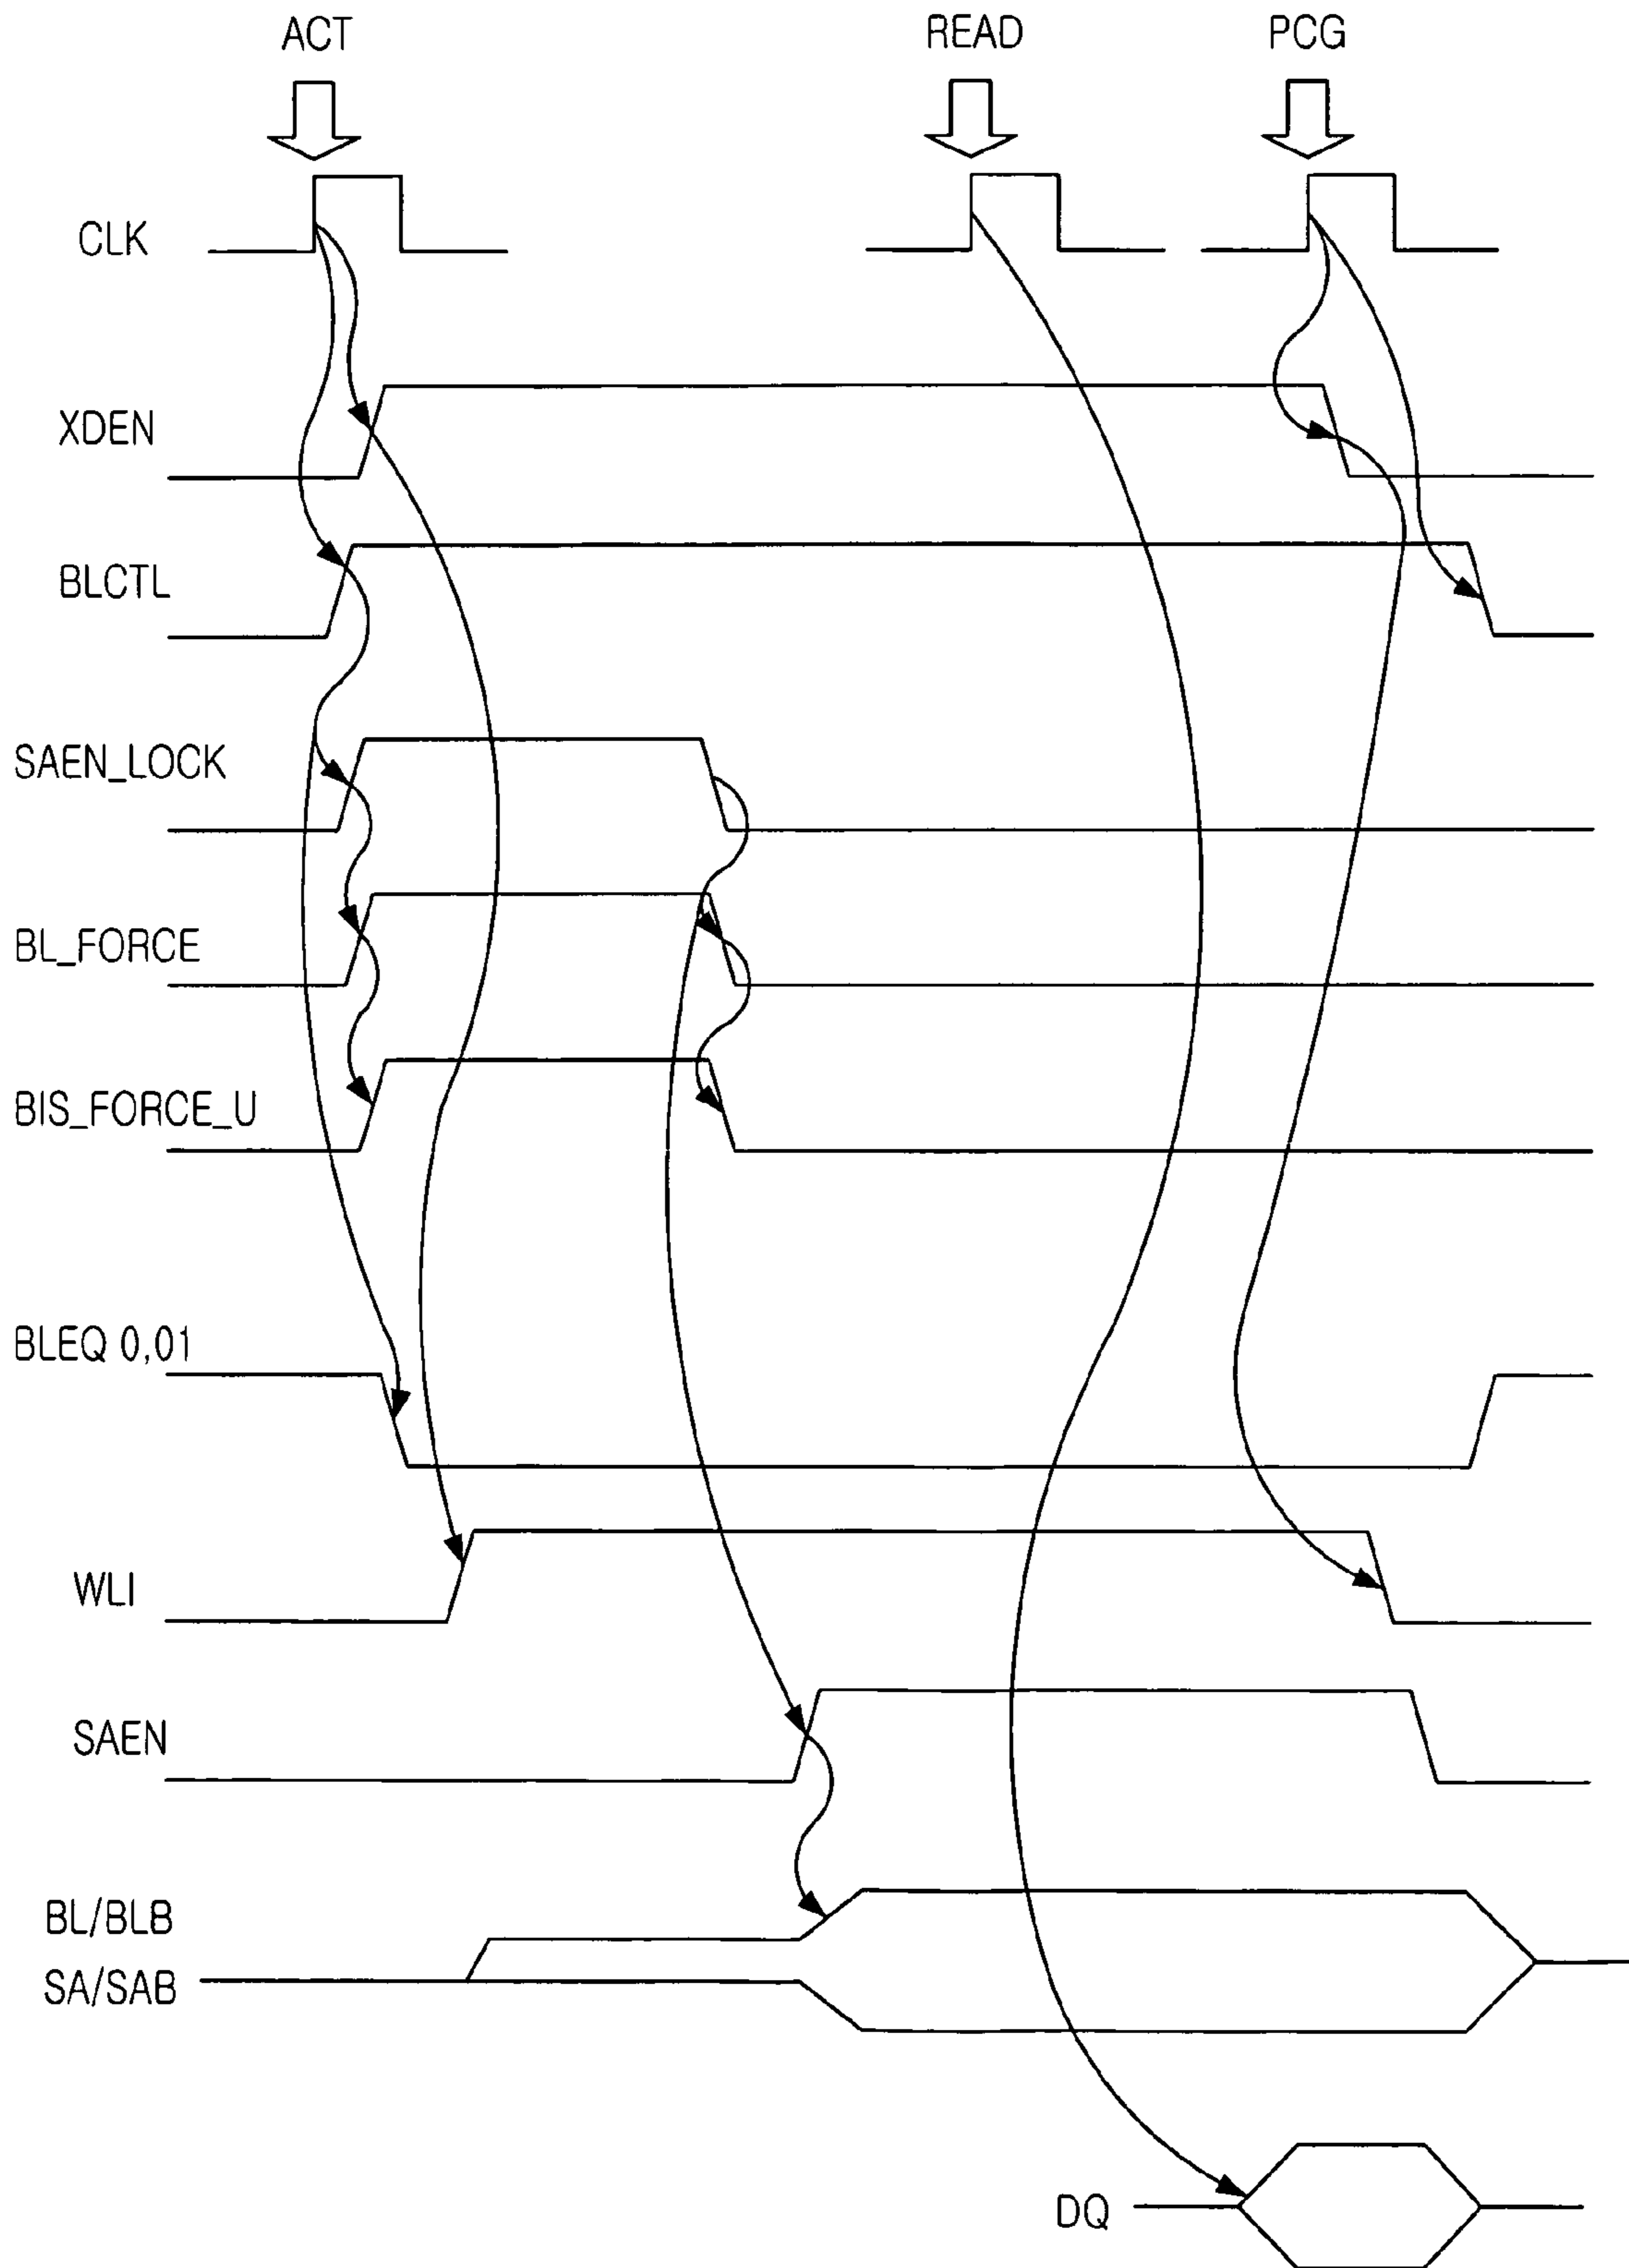 ACT READ PCG
CLK
XDEN
BLCTL
SAEN_LOCK
BL_FORCE
BIS_FORCE_U
BLEQ 0,01
WLI
SAEN
BL/BLB
SA/SAB
DQ